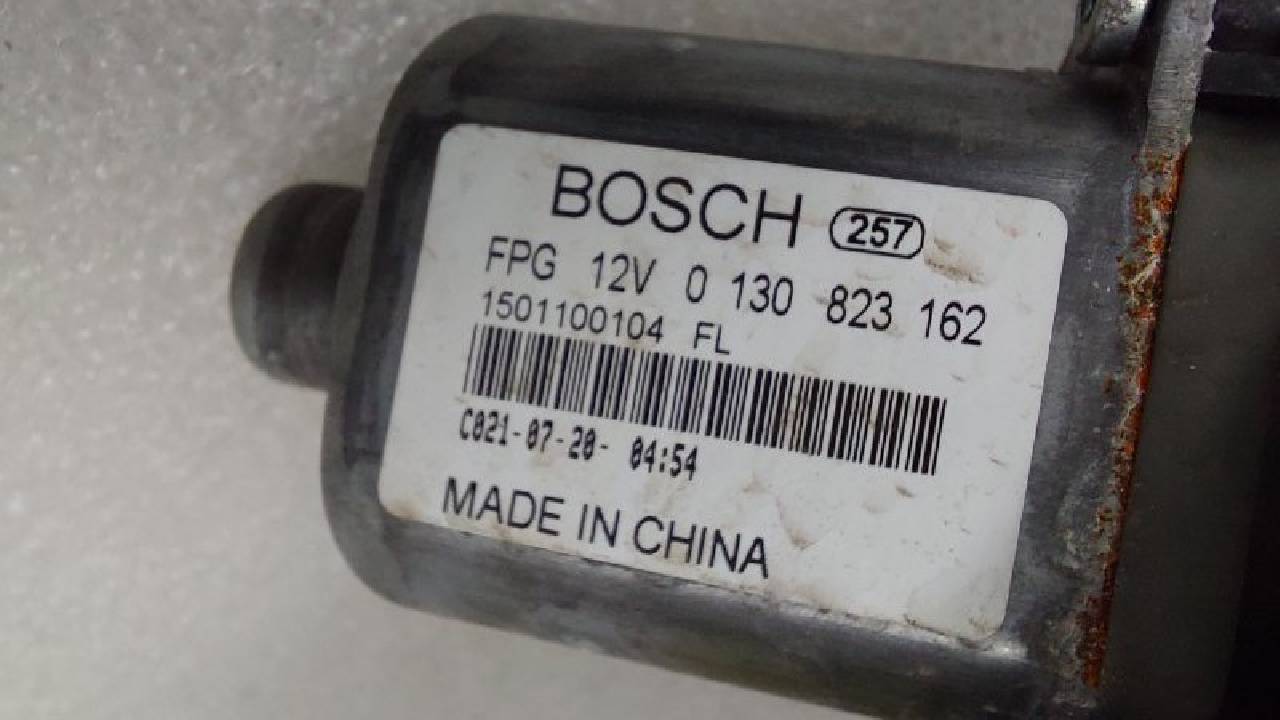 BOSCH 257
FPG 12V 0 130 823 162
1501100104 FL
C021-07-20- 04:54
MADE IN CHINA